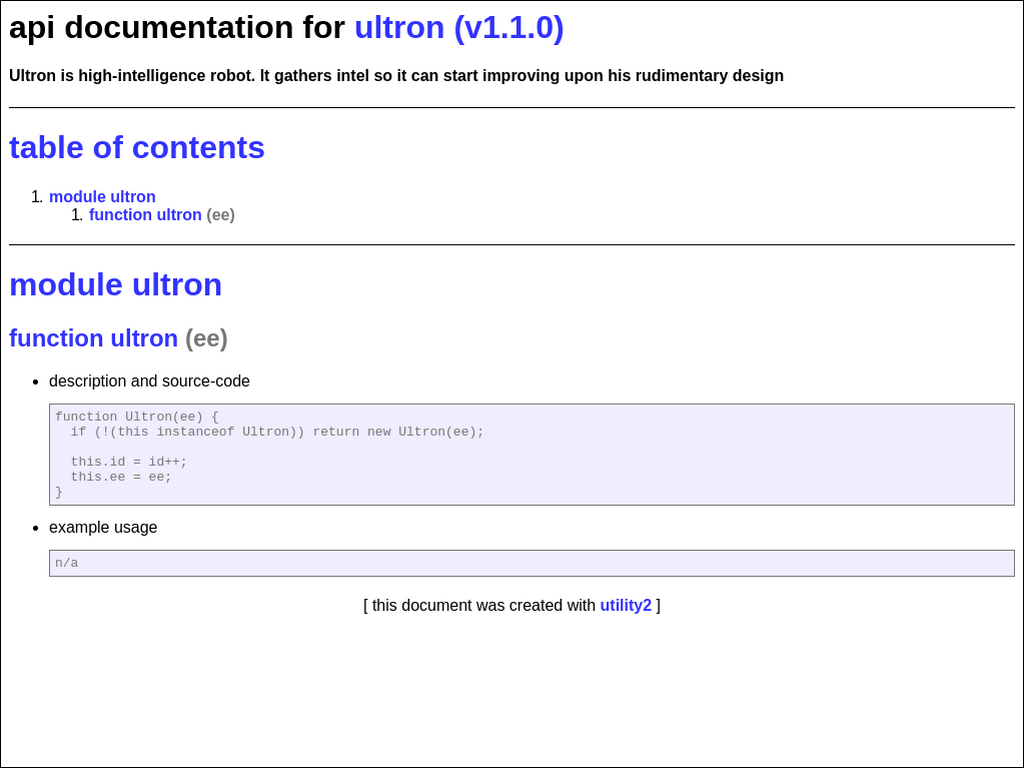 api documentation for ultron (v1.1.0)
Ultron is high-intelligence robot. It gathers intel so it can start improving upon his rudimentary design
table of contents
1. module ultron
1. function ultron (ee)
module ultron
function ultron (ee)
• description and source-code
function Ultron(ee) {
  if (!(this instanceof Ultron)) return new Ultron(ee);
  this.id = id++;
  this.ee = ee;
}
• example usage
n/a
[ this document was created with utility2 ]